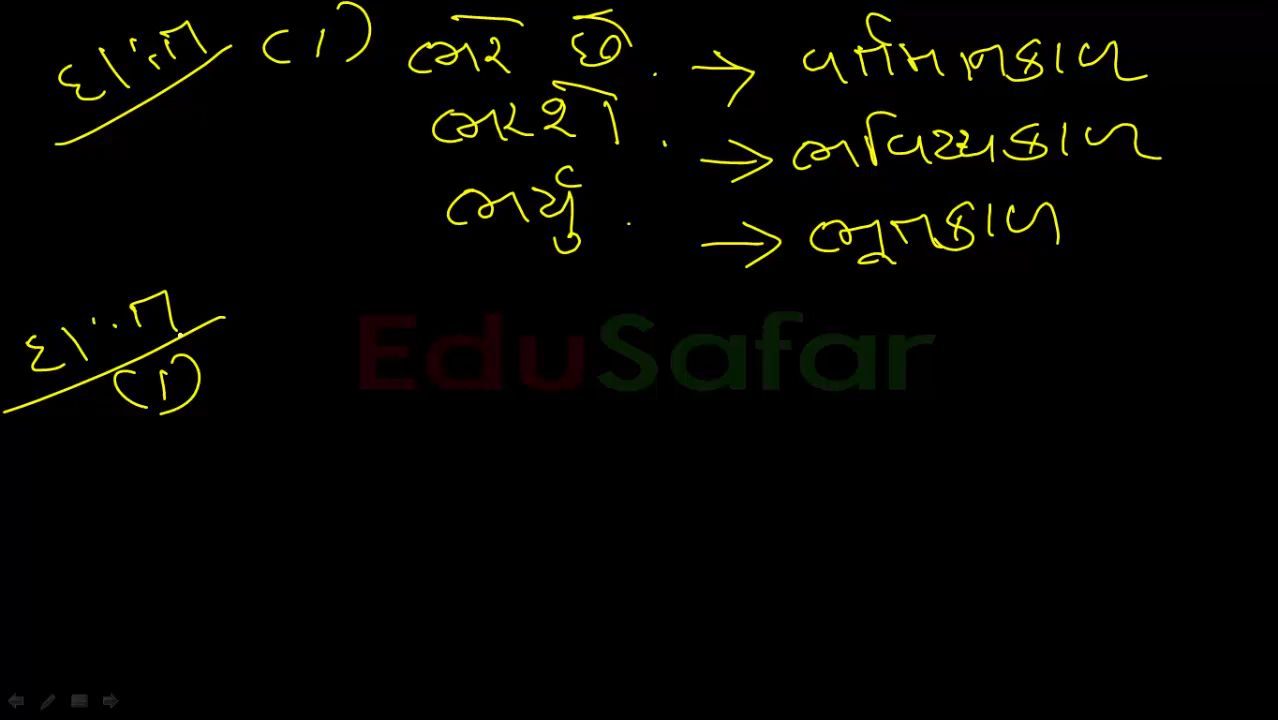 દા.ત (1) ભરે છે. → વર્તમાનકાળ
ભરશે. → ભવિષ્યકાળ
ભર્યું. → ભૂતકાળ
દા.ત
(1)
EduSafar